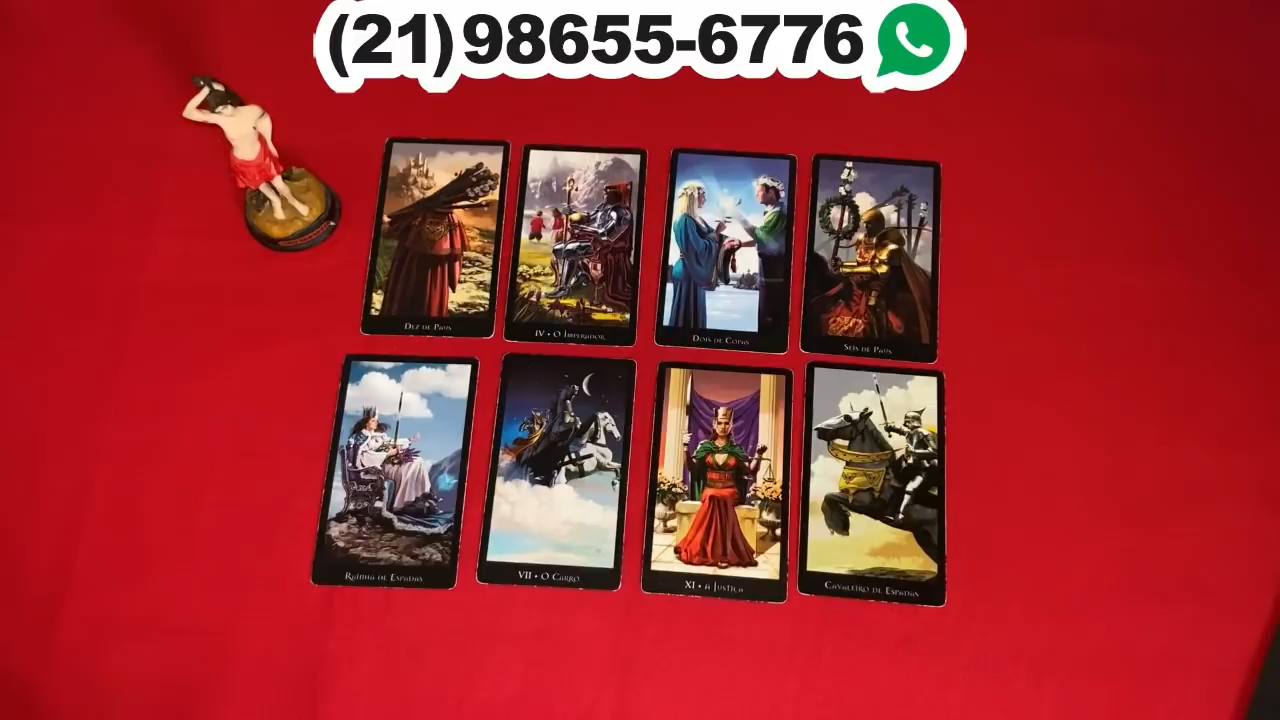 (21)98655-6776
DEZ DE PAUS
IV • O IMPERADOR
DOIS DE COPAS
SEIS DE PAUS
RAINHA DE ESPADAS
VII • O CARRO
XI • A JUSTIÇA
CAVALEIRO DE ESPADAS